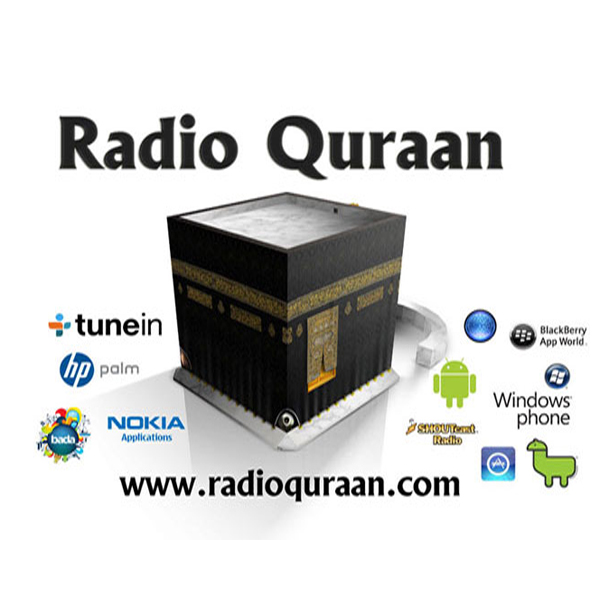 Radio Quraan
tunein
hp palm
bada
NOKIA
Applications
BlackBerry
App World
Windows
phone
SHOUTcast
Radio
www.radioquraan.com